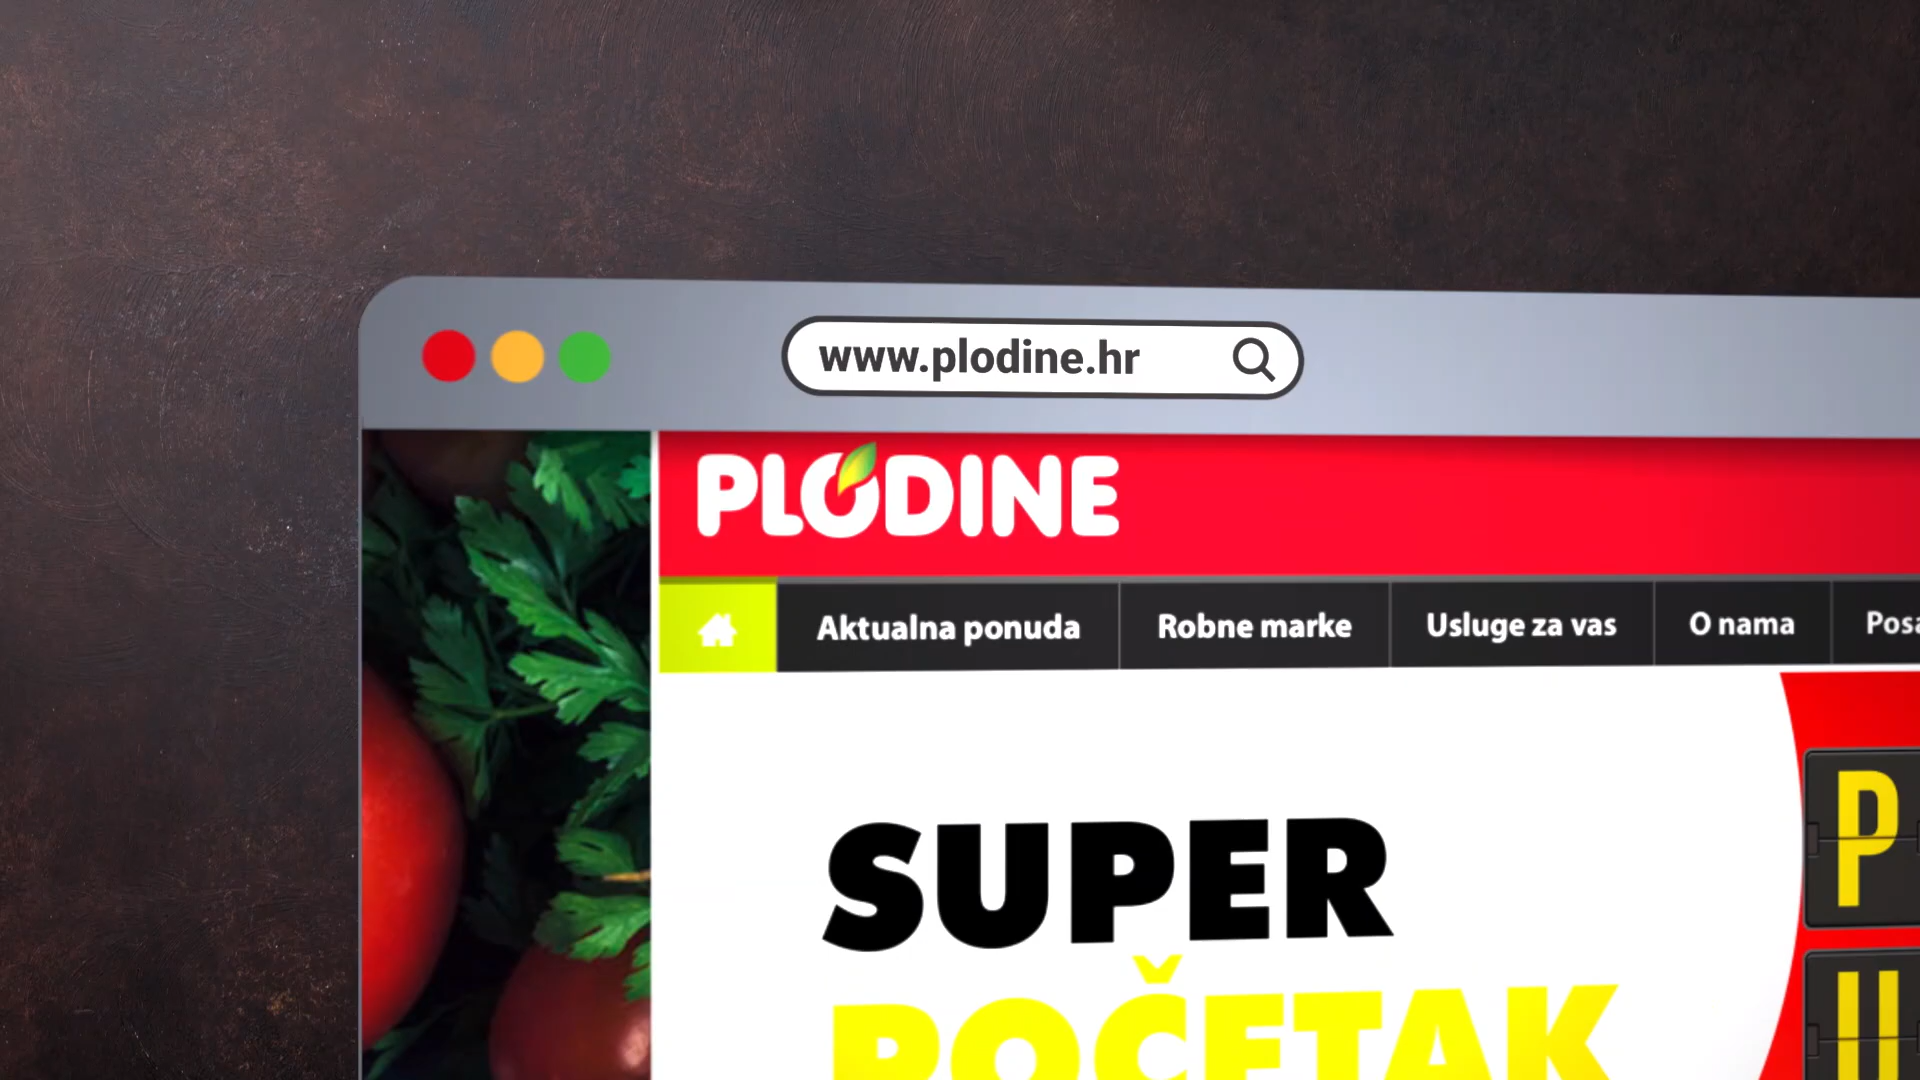 www.plodine.hr
PLODINE
Aktualna ponuda Robne marke Usluge za vas O nama
SUPER
POČETAK
P
U